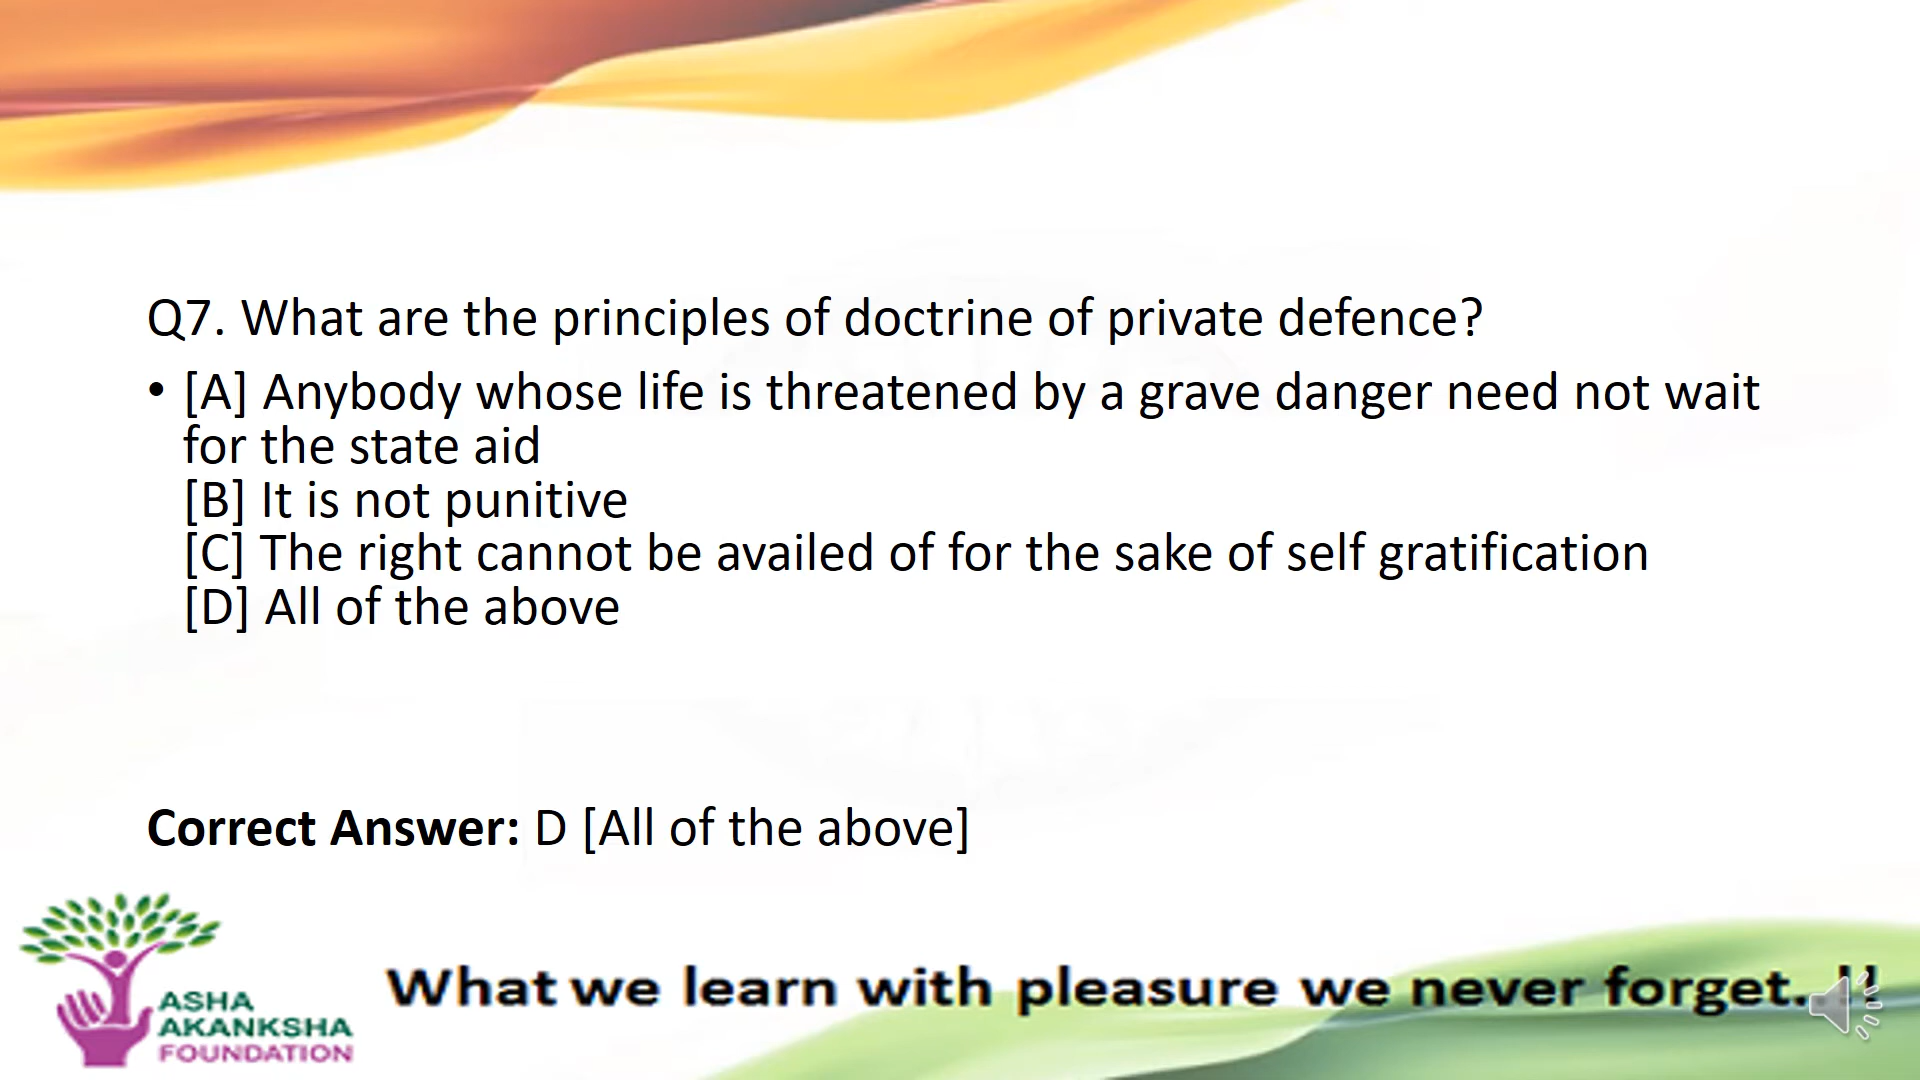 Q7. What are the principles of doctrine of private defence?
• [A] Anybody whose life is threatened by a grave danger need not wait
for the state aid
[B] It is not punitive
[C] The right cannot be availed of for the sake of self gratification
[D] All of the above
Correct Answer: D [All of the above]
ASHA
AKANKSHA
FOUNDATION
What we learn with pleasure we never forget..!!